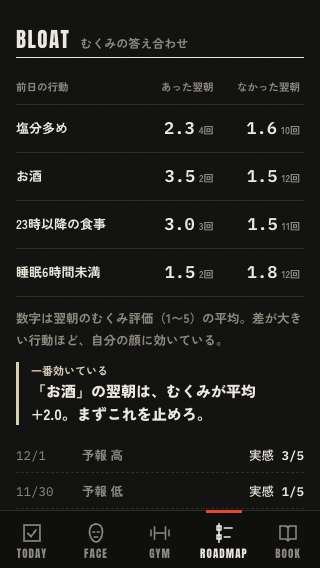 BLOAT むくみの答え合わせ
前日の行動 あった翌朝 なかった翌朝
塩分多め 2.3 4回 1.6 10回
お酒 3.5 2回 1.5 12回
23時以降の食事 3.0 3回 1.5 11回
睡眠6時間未満 1.5 2回 1.8 12回
数字は翌朝のむくみ評価（1〜5）の平均。差が大き
い行動ほど、自分の顔に効いている。
一番効いている
「お酒」の翌朝は、むくみが平均
+2.0。まずこれを止めろ。
12/1 予報 高 実感 3/5
11/30 予報 低 実感 1/5
TODAY FACE GYM ROADMAP BOOK